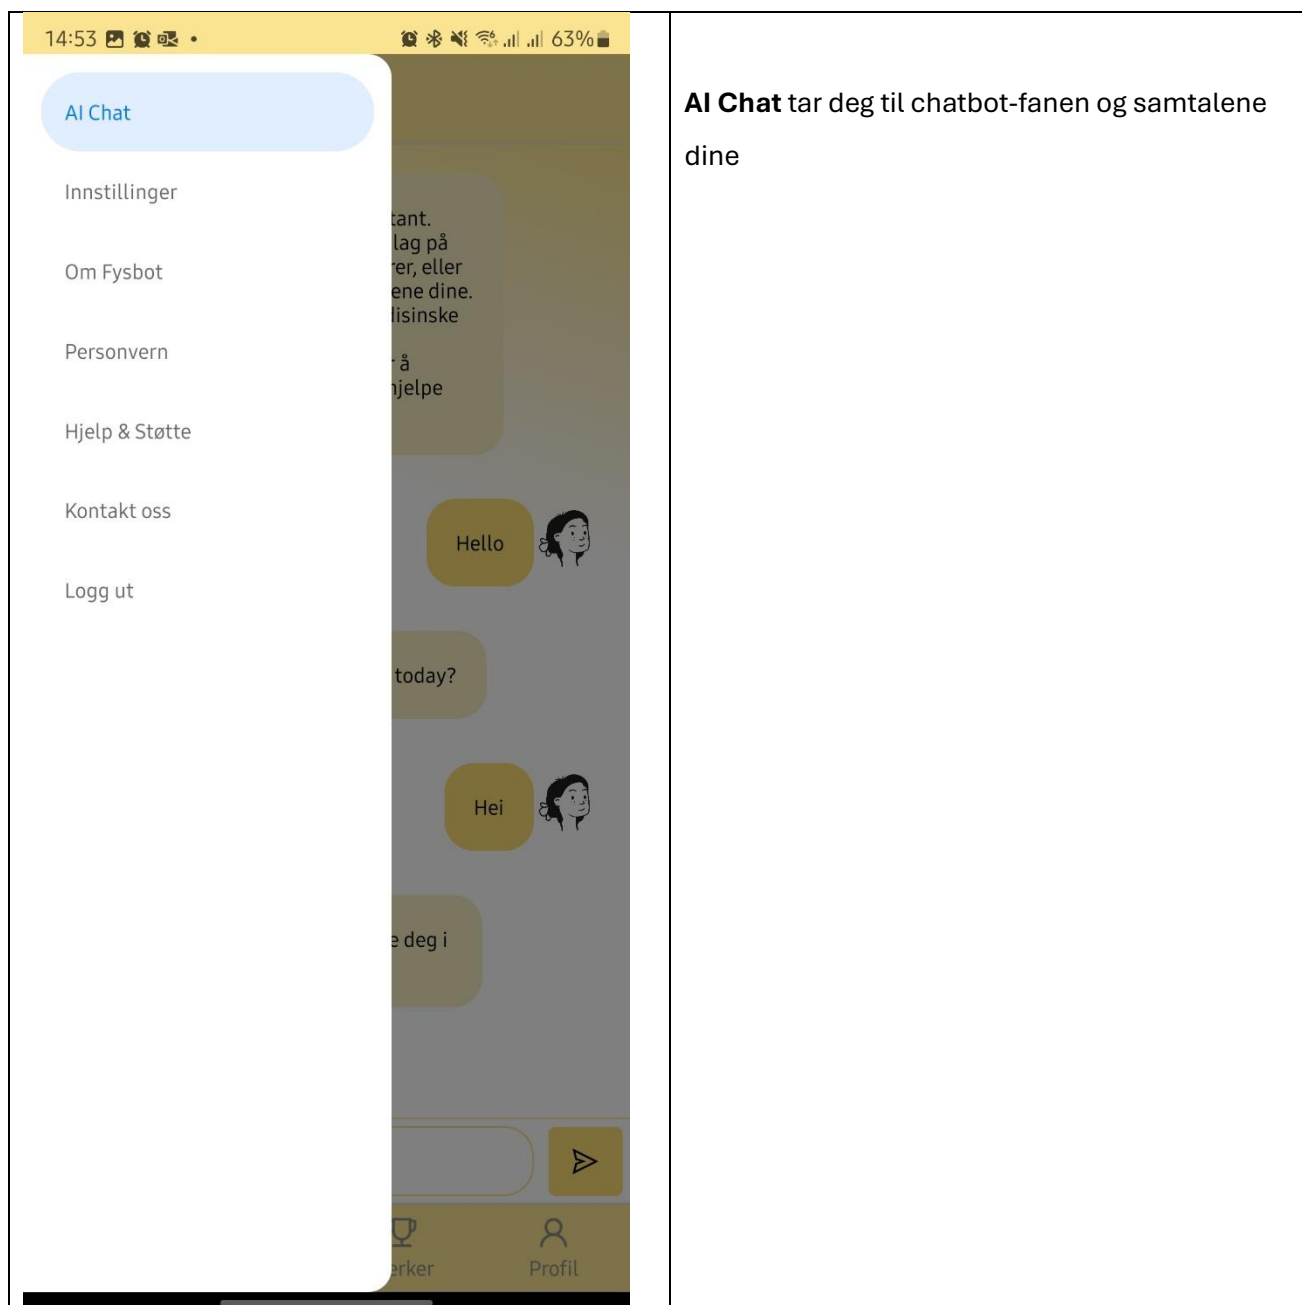 14:53
63%
AI Chat
Innstillinger
Om Fysbot
Personvern
Hjelp & Støtte
Kontakt oss
Logg ut
tant.
lag på
rer, eller
ene dine.
disinske
å
hjelpe
Hello
today?
Hei
e deg i
erker
Profil
AI Chat tar deg til chatbot-fanen og samtalene
dine